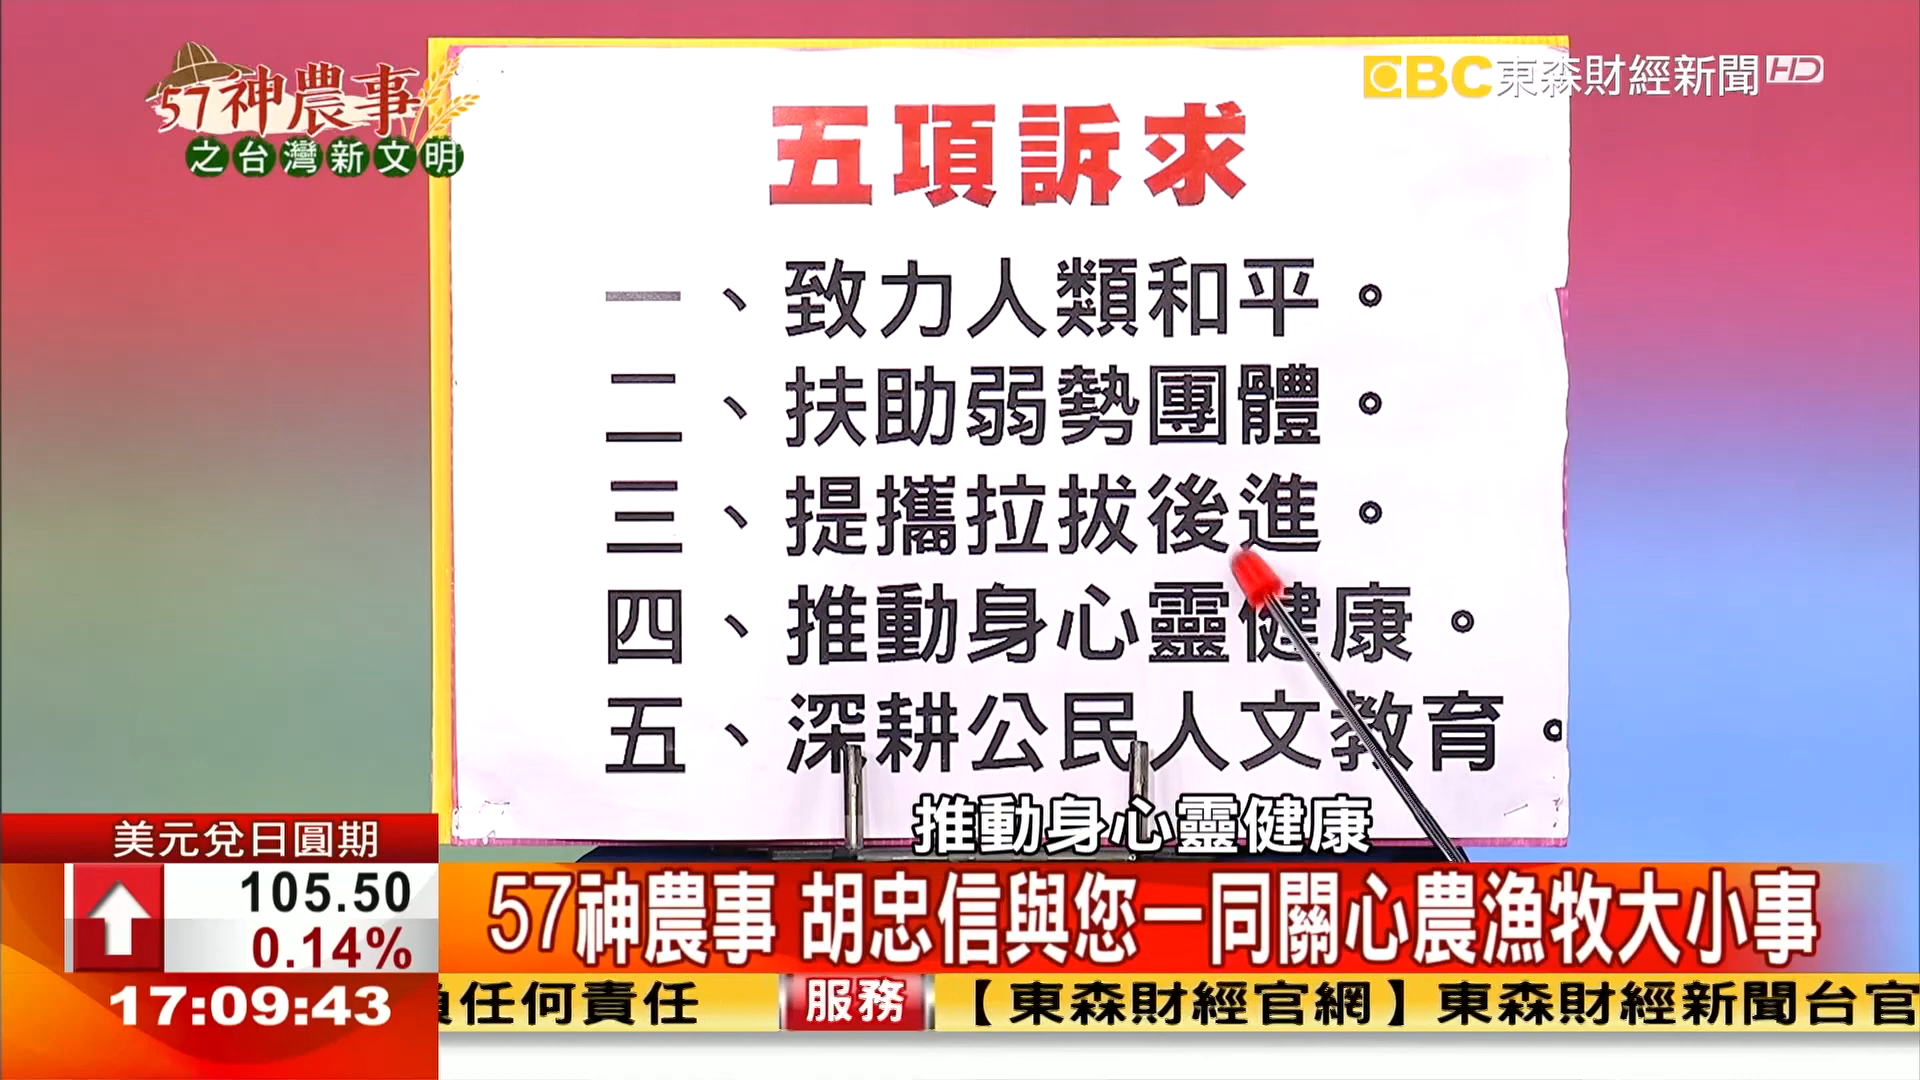 57神農事
之台灣新文明
EBC東森財經新聞HD
五項訴求
一、致力人類和平。
二、扶助弱勢團體。
三、提攜拉拔後進。
四、推動身心靈健康。
五、深耕公民人文教育。
推動身心靈健康
美元兌日圓期
105.50
0.14%
57神農事 胡忠信與您一同關心農漁牧大小事
17:09:43
負任何責任 服務 【東森財經官網】東森財經新聞台官